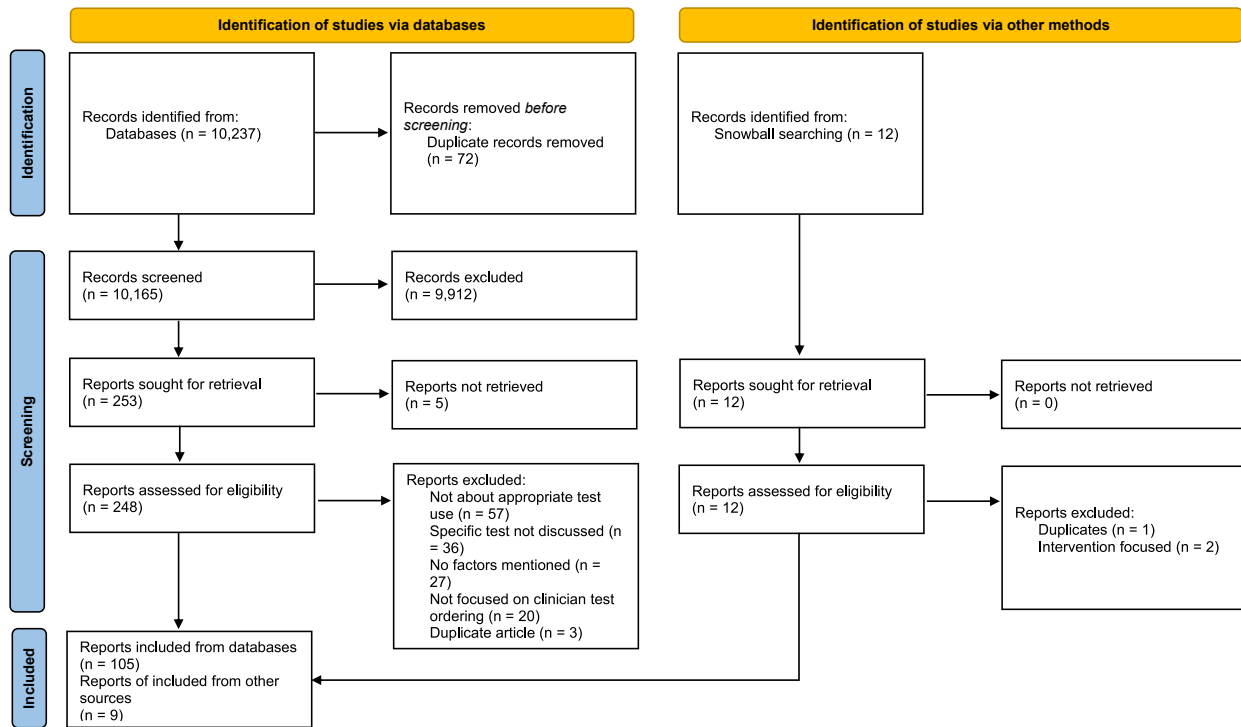 Identification of studies via databases
Identification of studies via other methods
Identification
Records identified from:
Databases (n = 10,237)
Records removed before
screening:
Duplicate records removed
(n = 72)
Records identified from:
Snowball searching (n = 12)
Screening
Records screened
(n = 10,165)
Records excluded
(n = 9,912)
Reports sought for retrieval
(n = 253)
Reports not retrieved
(n = 5)
Reports sought for retrieval
(n = 12)
Reports not retrieved
(n = 0)
Reports assessed for eligibility
(n = 248)
Reports excluded:
Not about appropriate test
use (n = 57)
Specific test not discussed (n
= 36)
No factors mentioned (n =
27)
Not focused on clinician test
ordering (n = 20)
Duplicate article (n = 3)
Reports assessed for eligibility
(n = 12)
Reports excluded:
Duplicates (n = 1)
Intervention focused (n = 2)
Included
Reports included from databases
(n = 105)
Reports of included from other
sources
(n = 9)